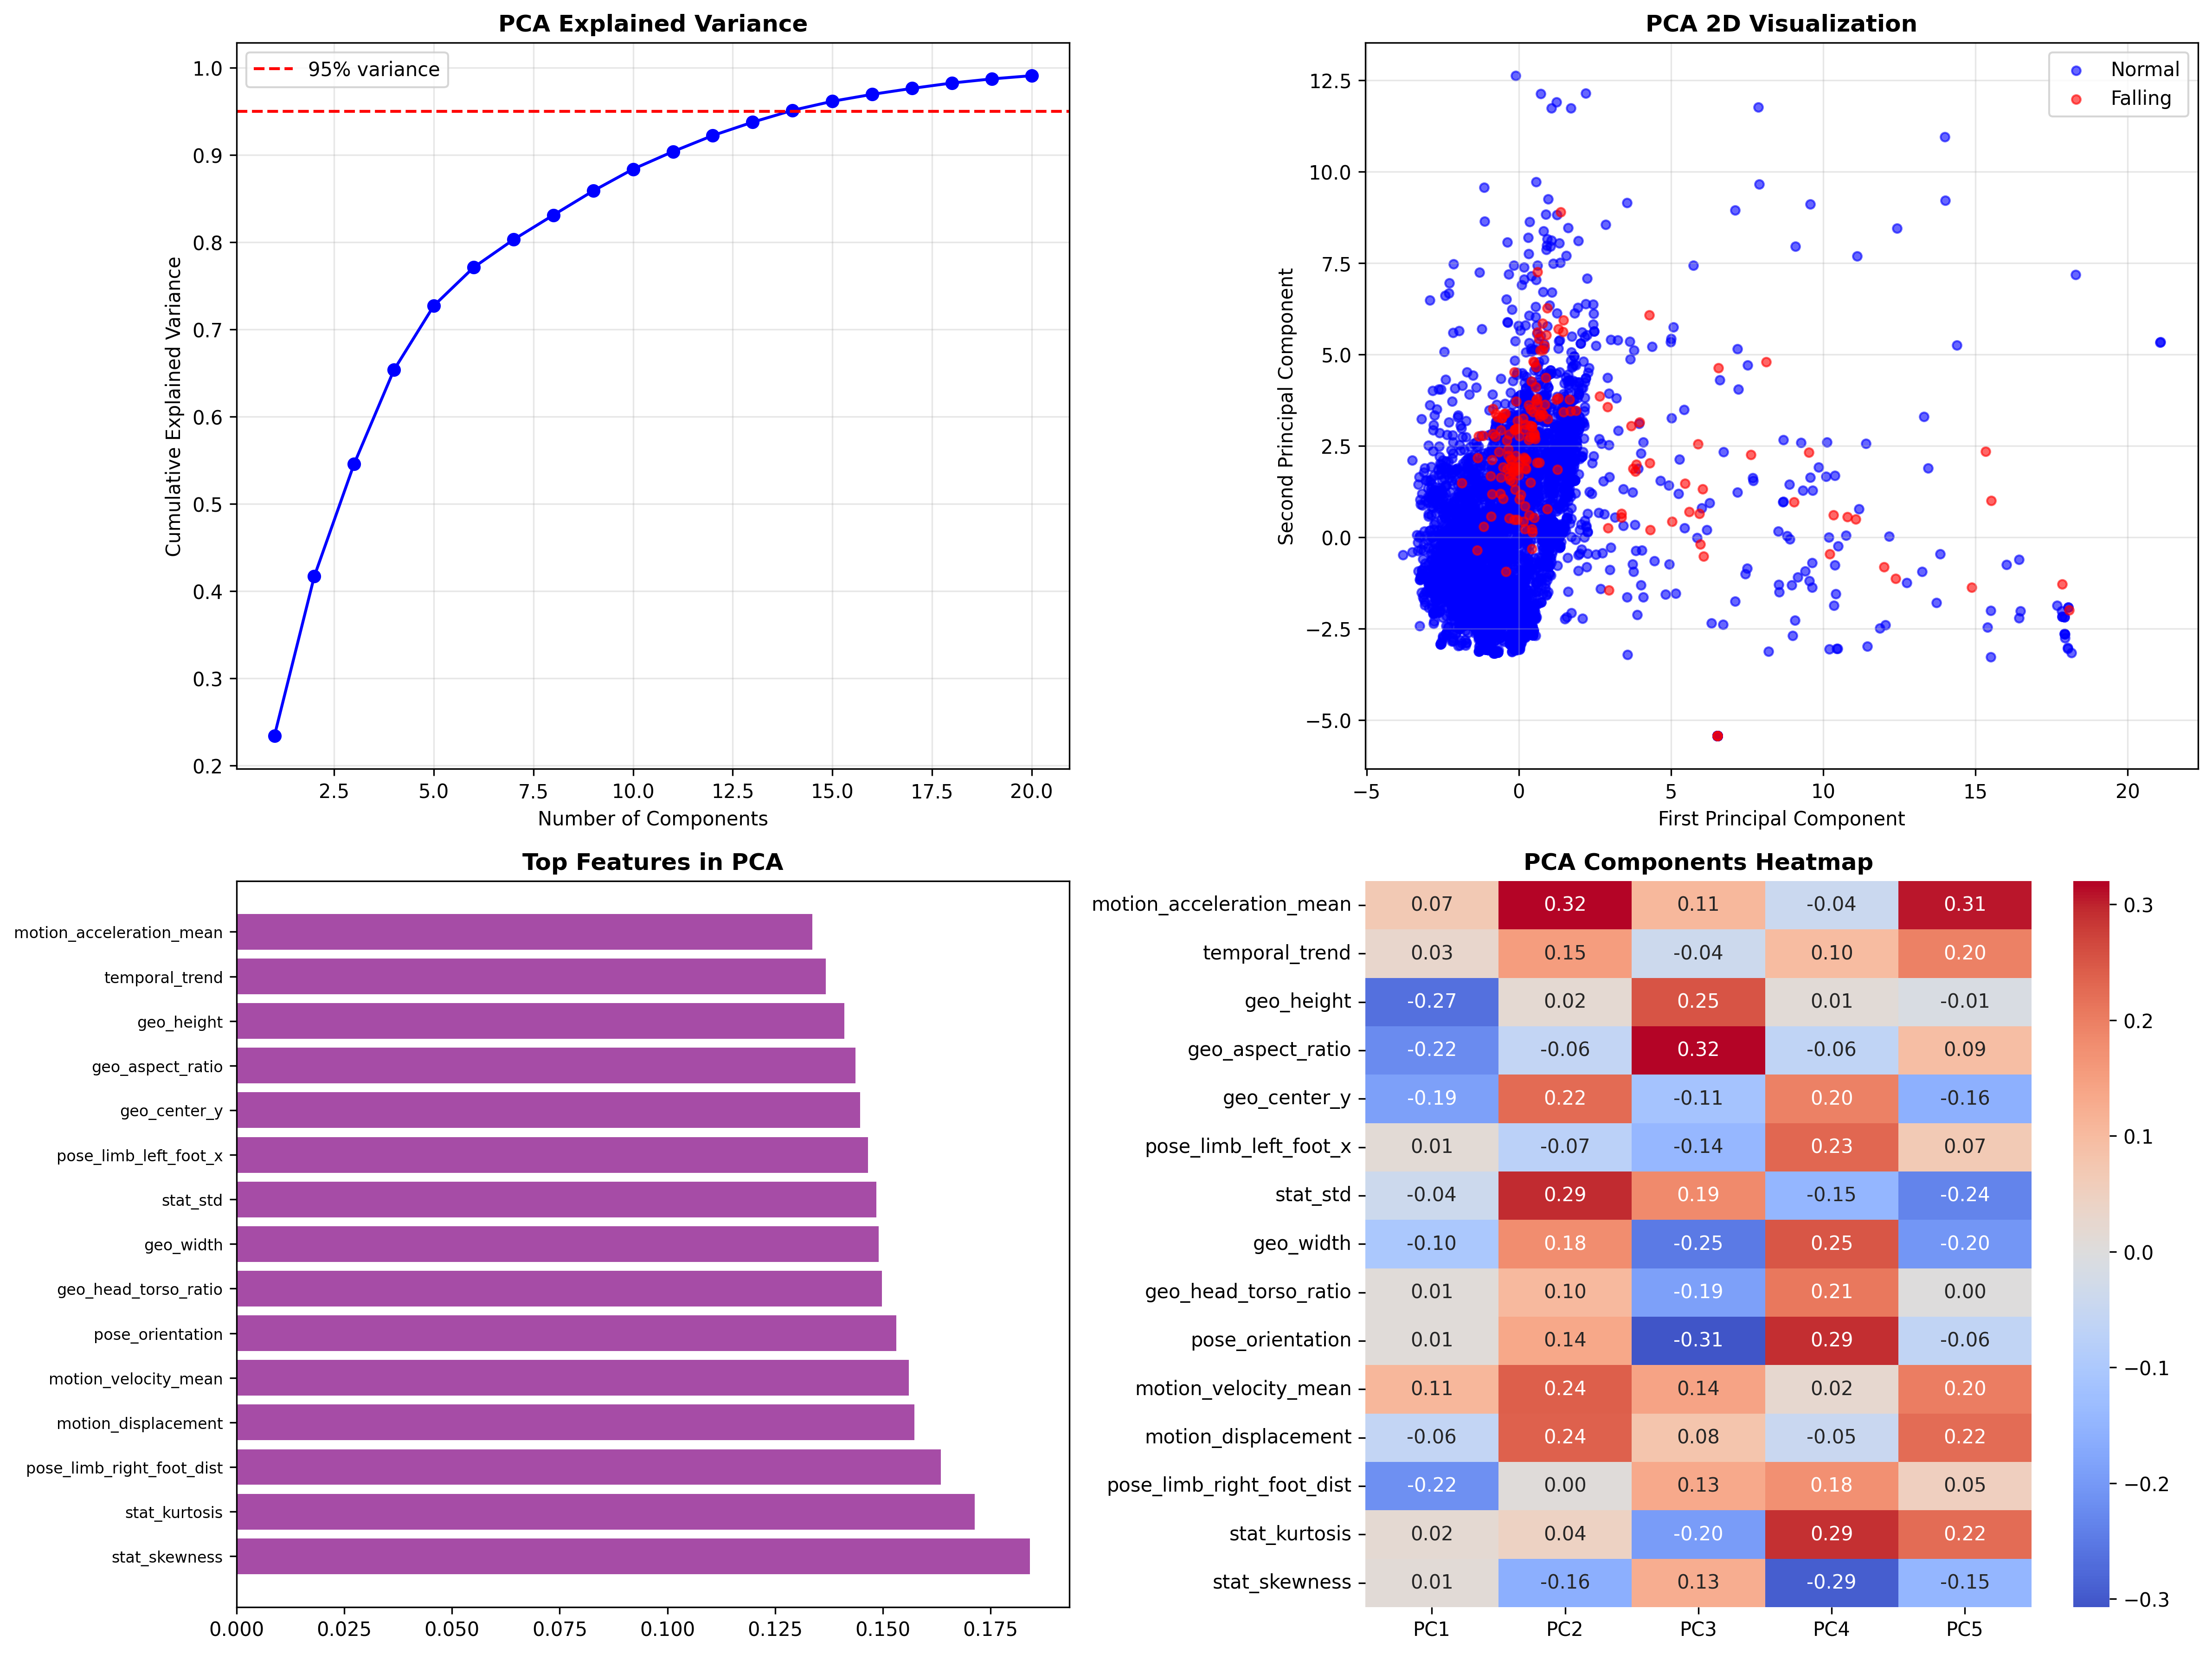 PCA Explained Variance
95% variance
1.0
0.9
0.8
0.7
0.6
0.5
0.4
0.3
0.2
Cumulative Explained Variance
2.5 5.0 7.5 10.0 12.5 15.0 17.5 20.0
Number of Components
PCA 2D Visualization
Normal
Falling
12.5
10.0
7.5
5.0
2.5
0.0
−2.5
−5.0
Second Principal Component
−5 0 5 10 15 20
First Principal Component
Top Features in PCA
motion_acceleration_mean
temporal_trend
geo_height
geo_aspect_ratio
geo_center_y
pose_limb_left_foot_x
stat_std
geo_width
geo_head_torso_ratio
pose_orientation
motion_velocity_mean
motion_displacement
pose_limb_right_foot_dist
stat_kurtosis
stat_skewness
0.000 0.025 0.050 0.075 0.100 0.125 0.150 0.175
PCA Components Heatmap
motion_acceleration_mean 0.07 0.32 0.11 -0.04 0.31
temporal_trend 0.03 0.15 -0.04 0.10 0.20
geo_height -0.27 0.02 0.25 0.01 -0.01
geo_aspect_ratio -0.22 -0.06 0.32 -0.06 0.09
geo_center_y -0.19 0.22 -0.11 0.20 -0.16
pose_limb_left_foot_x 0.01 -0.07 -0.14 0.23 0.07
stat_std -0.04 0.29 0.19 -0.15 -0.24
geo_width -0.10 0.18 -0.25 0.25 -0.20
geo_head_torso_ratio 0.01 0.10 -0.19 0.21 0.00
pose_orientation 0.01 0.14 -0.31 0.29 -0.06
motion_velocity_mean 0.11 0.24 0.14 0.02 0.20
motion_displacement -0.06 0.24 0.08 -0.05 0.22
pose_limb_right_foot_dist -0.22 0.00 0.13 0.18 0.05
stat_kurtosis 0.02 0.04 -0.20 0.29 0.22
stat_skewness 0.01 -0.16 0.13 -0.29 -0.15
PC1 PC2 PC3 PC4 PC5
0.3
0.2
0.1
0.0
−0.1
−0.2
−0.3